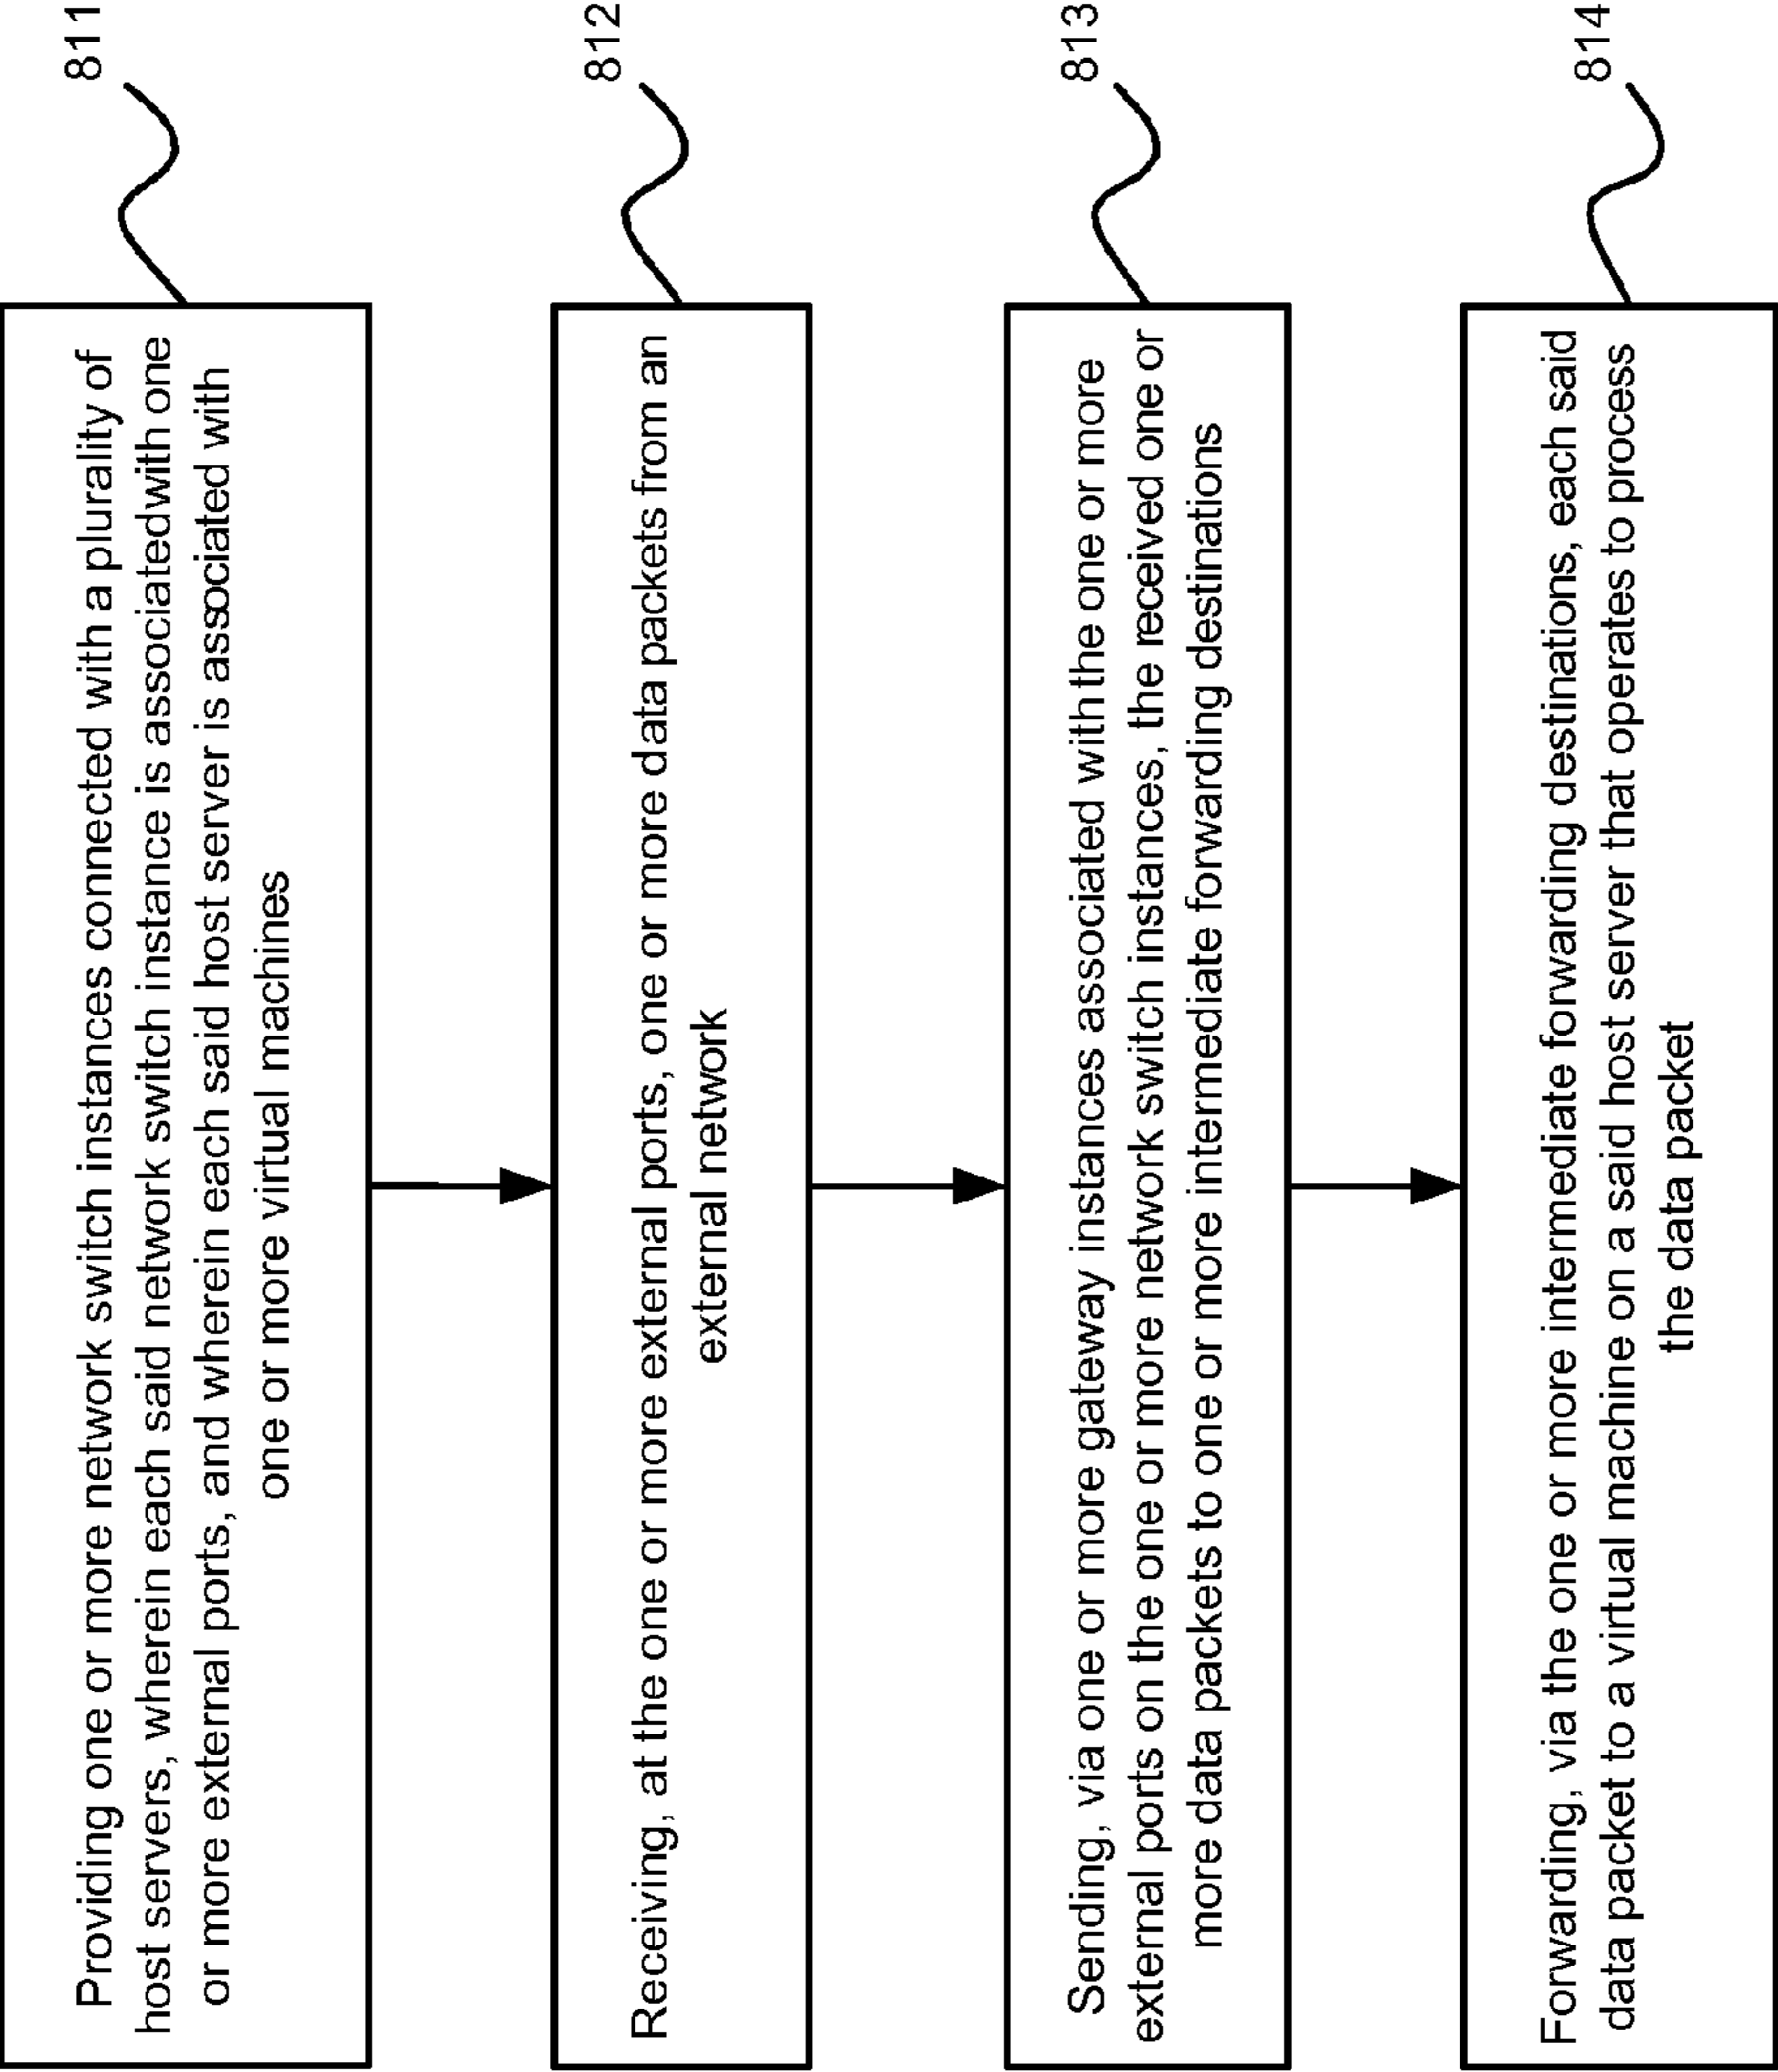 Providing one or more network switch instances connected with a plurality of
host servers, wherein each said network switch instance is associatedwith one
or more external ports, and wherein each said host server is associated with
one or more virtual machines
811
Receiving, at the one or more external ports, one or more data packets from an
external network
812
Sending, via one or more gateway instances associated with the one or more
external ports on the one or more network switch instances, the received one or
more data packets to one or more intermediate forwarding destinations
813
Forwarding, via the one or more intermediate forwarding destinations, each said
data packet to a virtual machine on a said host server that operates to process
the data packet
814